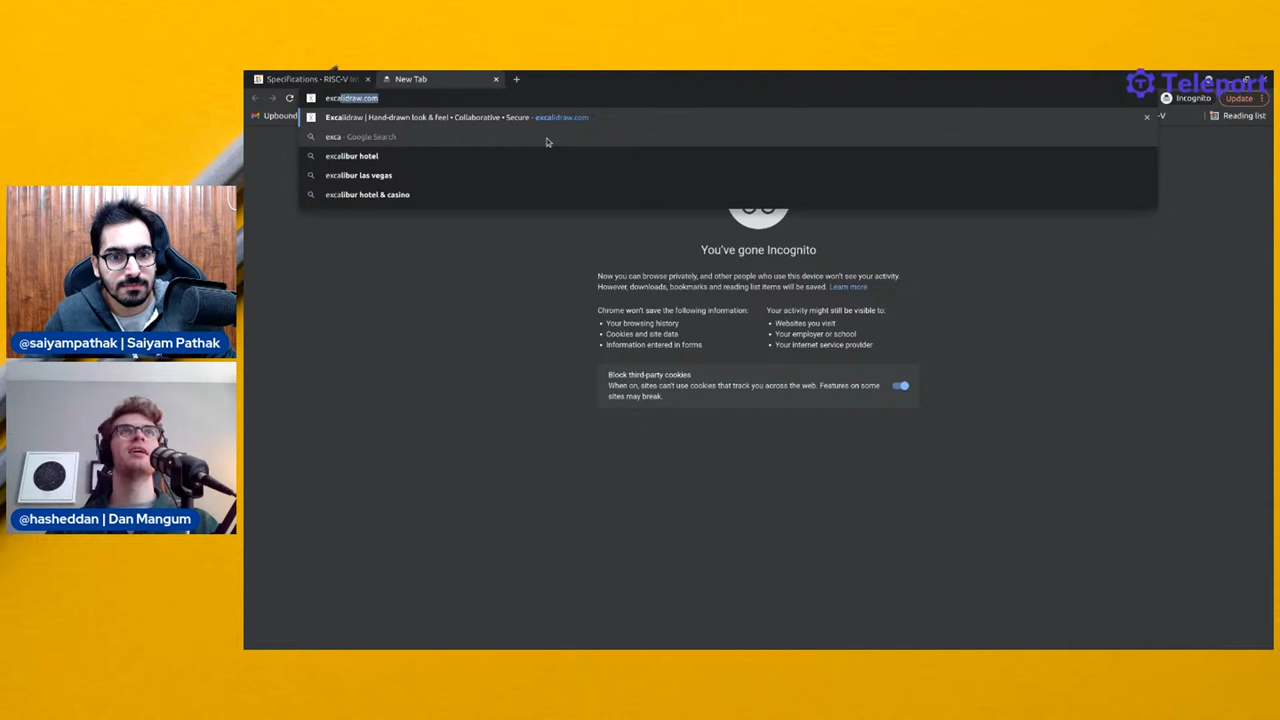 Specifications - RISC-V Int
New Tab
Teleport
excalidraw.com
Incognito
Update
Upbound
-V
Reading list
Excalidraw | Hand-drawn look & feel • Collaborative • Secure - excalidraw.com
exca - Google Search
excalibur hotel
excalibur las vegas
excalibur hotel & casino
You've gone Incognito
Now you can browse privately, and other people who use this device won't see your activity.
However, downloads, bookmarks and reading list items will be saved. Learn more
Chrome won't save the following information:
• Your browsing history
• Cookies and site data
• Information entered in forms
Your activity might still be visible to:
• Websites you visit
• Your employer or school
• Your internet service provider
Block third-party cookies
When on, sites can't use cookies that track you across the web. Features on some
sites may break.
@saiyampathak | Saiyam Pathak
@hasheddan | Dan Mangum